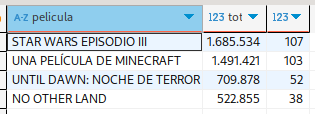 A-Z película 123 tot 123
STAR WARS EPISODIO III 1.685.534 107
UNA PELÍCULA DE MINECRAFT 1.491.421 103
UNTIL DAWN: NOCHE DE TERROR 709.878 52
NO OTHER LAND 522.855 38